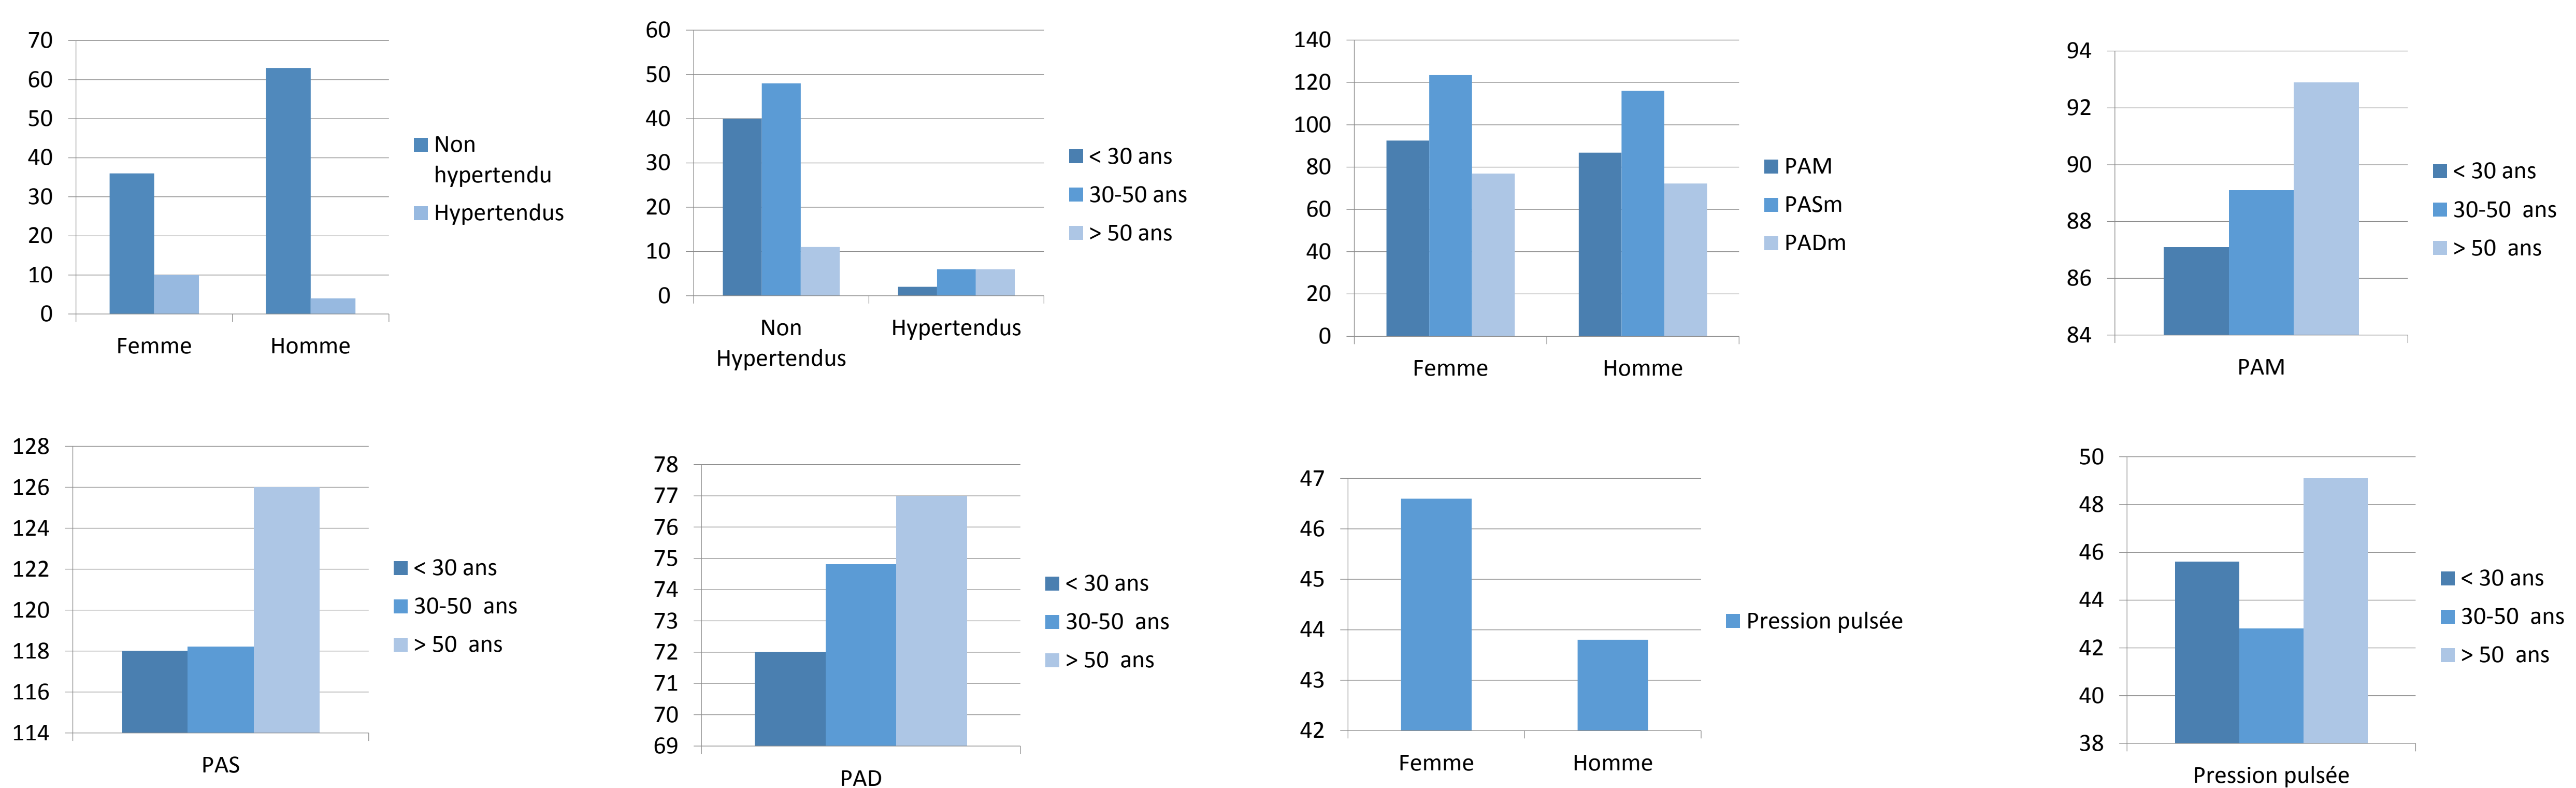 70
60
50
40
30
20
10
0
Femme Homme
Non
hypertendu
Hypertendus
60
50
40
30
20
10
0
Non
Hypertendus
Hypertendus
< 30 ans
30-50 ans
> 50 ans
140
120
100
80
60
40
20
0
Femme Homme
PAM
PASm
PADm
94
92
90
88
86
84
PAM
< 30 ans
30-50 ans
> 50 ans
128
126
124
122
120
118
116
114
PAS
< 30 ans
30-50 ans
> 50 ans
78
77
76
75
74
73
72
71
70
69
PAD
< 30 ans
30-50 ans
> 50 ans
47
46
45
44
43
42
Femme Homme
Pression pulsée
50
48
46
44
42
40
38
Pression pulsée
< 30 ans
30-50 ans
> 50 ans